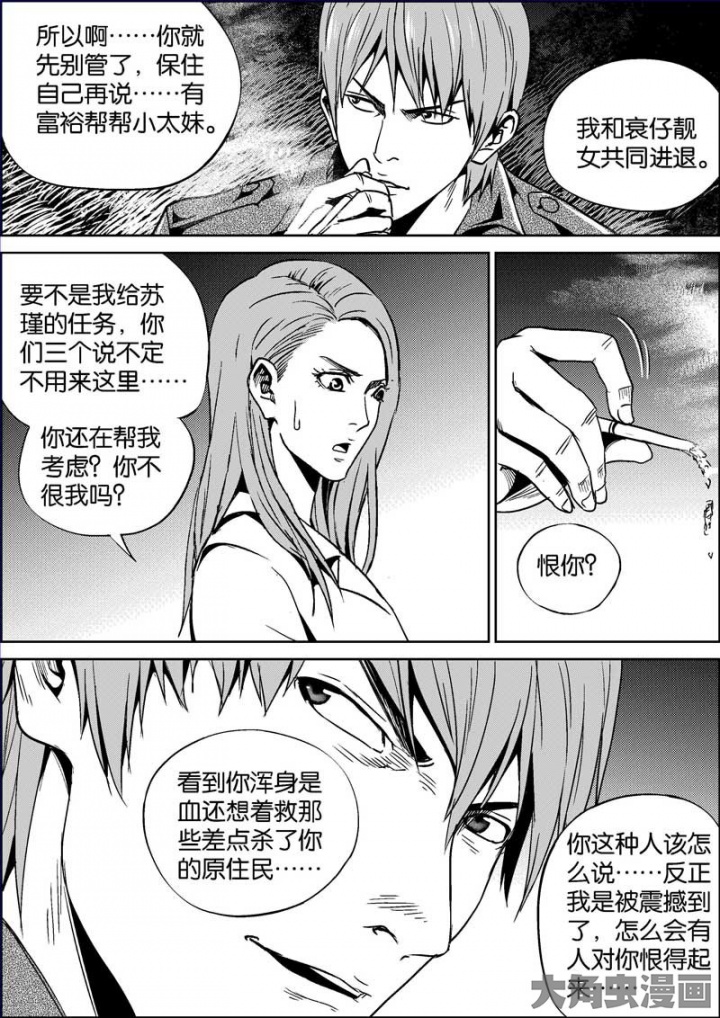 所以啊……你就
先别管了，保住
自己再说……有
富裕帮帮小太妹。
我和衰仔靓
女共同进退。
要不是我给苏
瑾的任务，你
们三个说不定
不用来这里……
你还在帮我
考虑？你不
很我吗？
恨你？
看到你浑身是
血还想着救那
些差点杀了你
的原住民……
你这种人该怎
么说……反正
我是被震撼到
了，怎么会有
人对你恨得起
来……
大角虫漫画